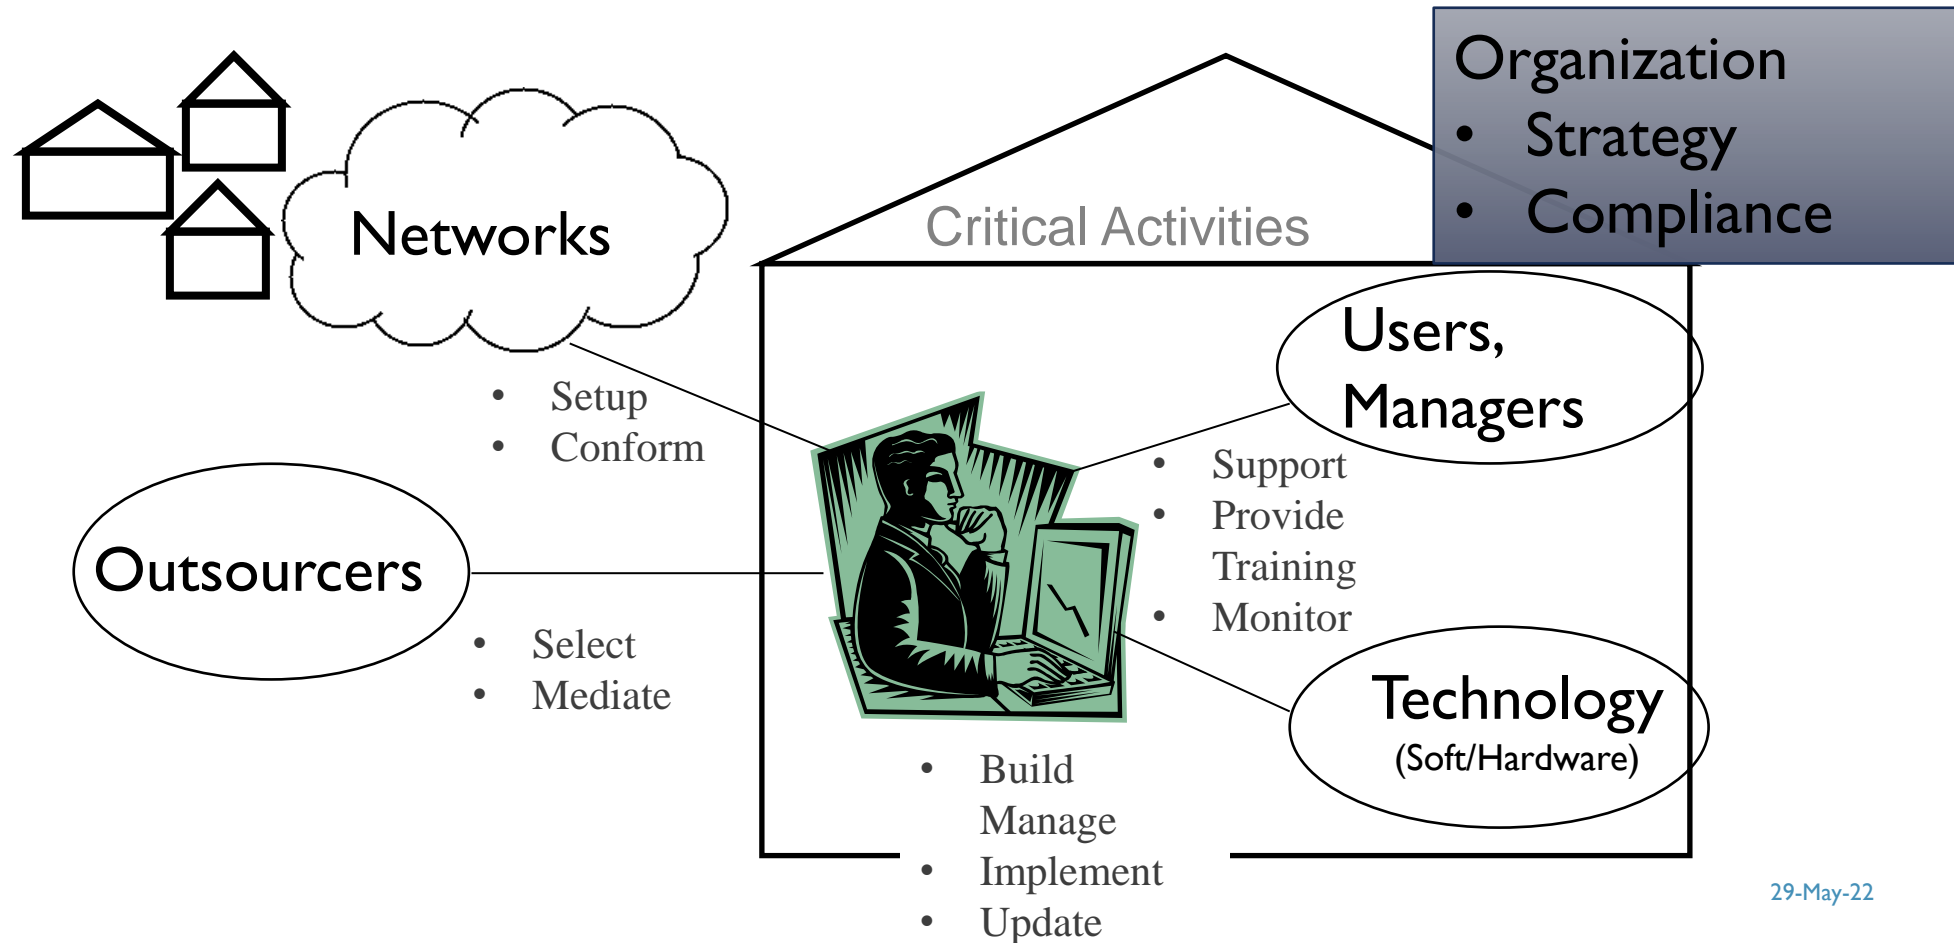 Organization
• Strategy
• Compliance
Critical Activities
Networks
• Setup
• Conform
Users,
Managers
• Support
• Provide
Training
• Monitor
Outsourcers
• Select
• Mediate
Technology
(Soft/Hardware)
• Build
Manage
• Implement
• Update
29-May-22